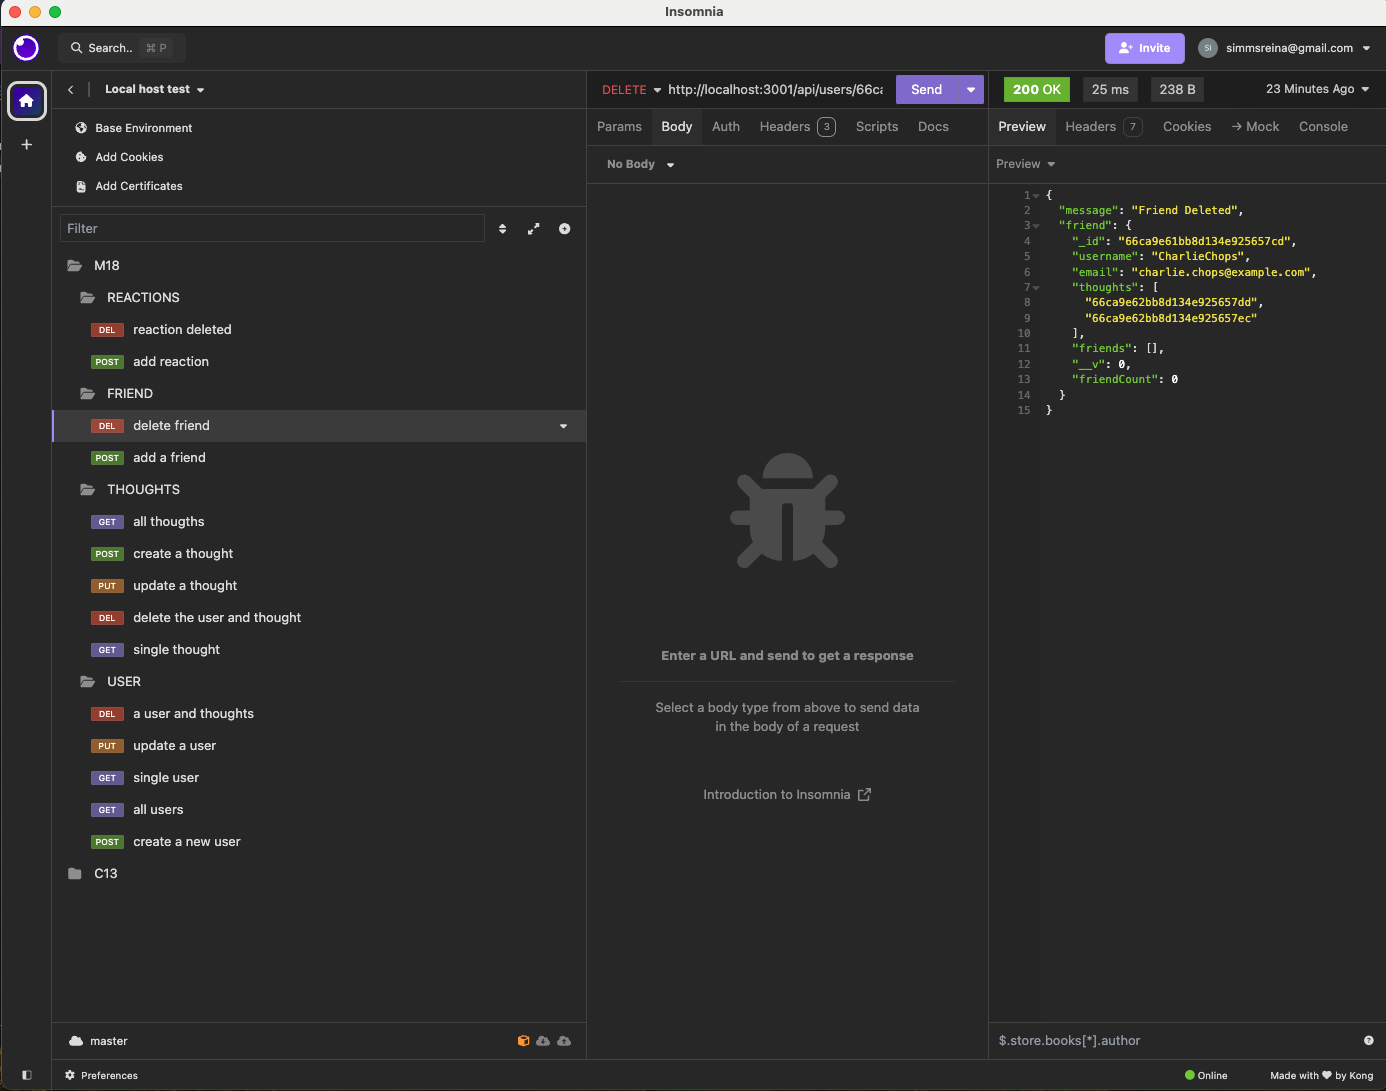 Insomnia
Search.. ⌘ P
Invite
SI
simmsreina@gmail.com
Local host test
Base Environment
Add Cookies
Add Certificates
Filter
M18
REACTIONS
DEL reaction deleted
POST add reaction
FRIEND
DEL delete friend
POST add a friend
THOUGHTS
GET all thougths
POST create a thought
PUT update a thought
DEL delete the user and thought
GET single thought
USER
DEL a user and thoughts
PUT update a user
GET single user
GET all users
POST create a new user
C13
master
Preferences
DELETE http://localhost:3001/api/users/66ca Send
Params Body Auth Headers 3 Scripts Docs
No Body
Enter a URL and send to get a response
Select a body type from above to send data
in the body of a request
Introduction to Insomnia
200 OK 25 ms 238 B 23 Minutes Ago
Preview Headers 7 Cookies → Mock Console
Preview
1 {
2 "message": "Friend Deleted",
3 "friend": {
4 "_id": "66ca9e61bb8d134e925657cd",
5 "username": "CharlieChops",
6 "email": "charlie.chops@example.com",
7 "thoughts": [
8 "66ca9e62bb8d134e925657dd",
9 "66ca9e62bb8d134e925657ec"
10 ],
11 "friends": [],
12 "__v": 0,
13 "friendCount": 0
14 }
15 }
$.store.books[*].author
Online
Made with ♥ by Kong